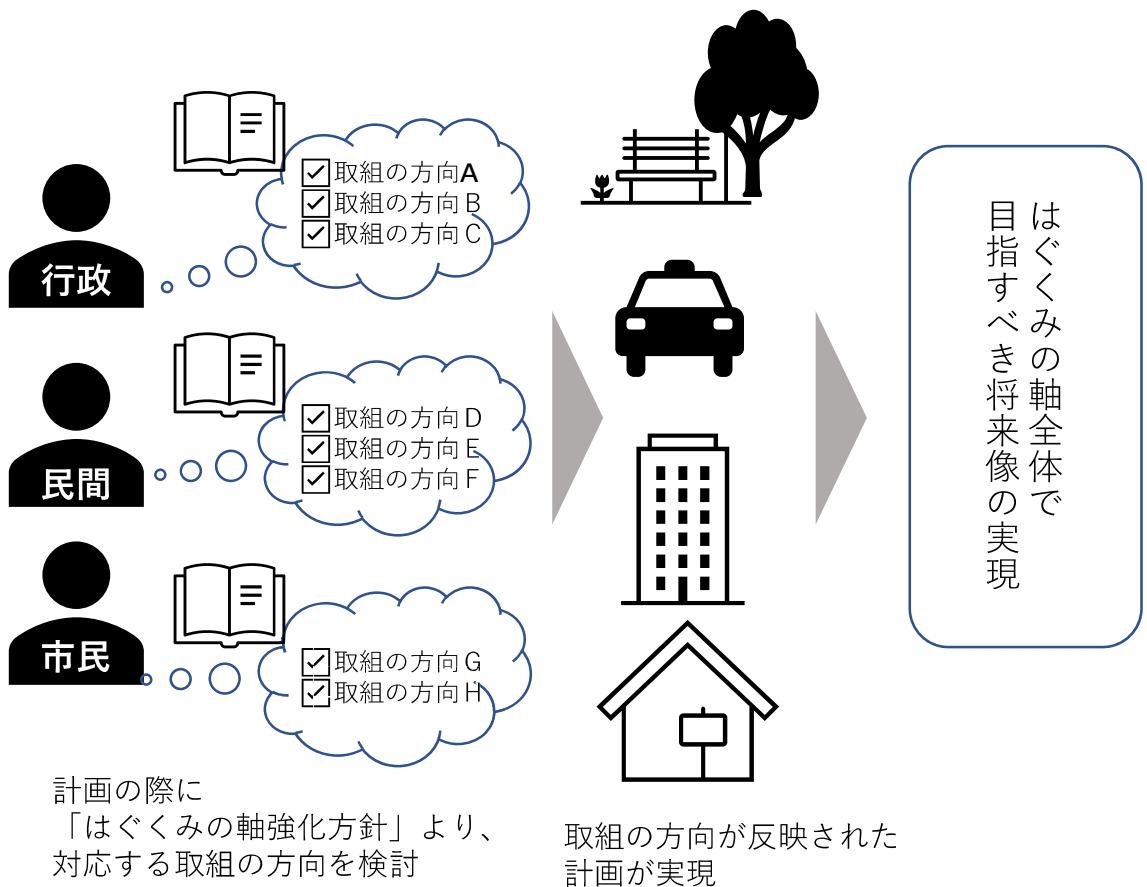 行政
取組の方向A
取組の方向B
取組の方向C
民間
取組の方向D
取組の方向E
取組の方向F
市民
取組の方向G
取組の方向H
計画の際に
「はぐくみの軸強化方針」より、
対応する取組の方向を検討
取組の方向が反映された
計画が実現
はぐくみの軸全体で
目指すべき将来像の実現